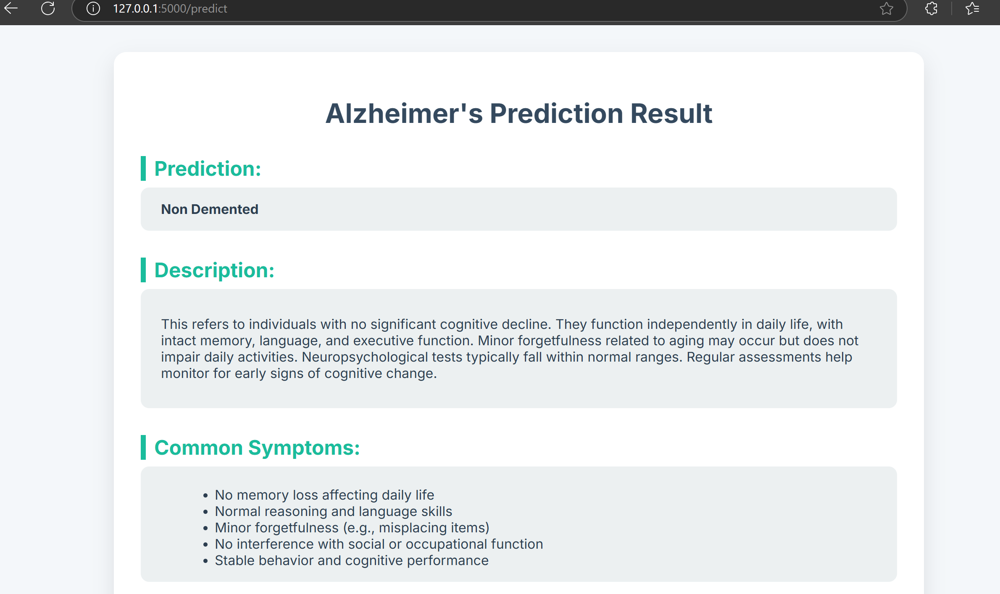 127.0.0.1:5000/predict
Alzheimer's Prediction Result
Prediction:
Non Demented
Description:
This refers to individuals with no significant cognitive decline. They function independently in daily life, with
intact memory, language, and executive function. Minor forgetfulness related to aging may occur but does not
impair daily activities. Neuropsychological tests typically fall within normal ranges. Regular assessments help
monitor for early signs of cognitive change.
Common Symptoms:
• No memory loss affecting daily life
• Normal reasoning and language skills
• Minor forgetfulness (e.g., misplacing items)
• No interference with social or occupational function
• Stable behavior and cognitive performance